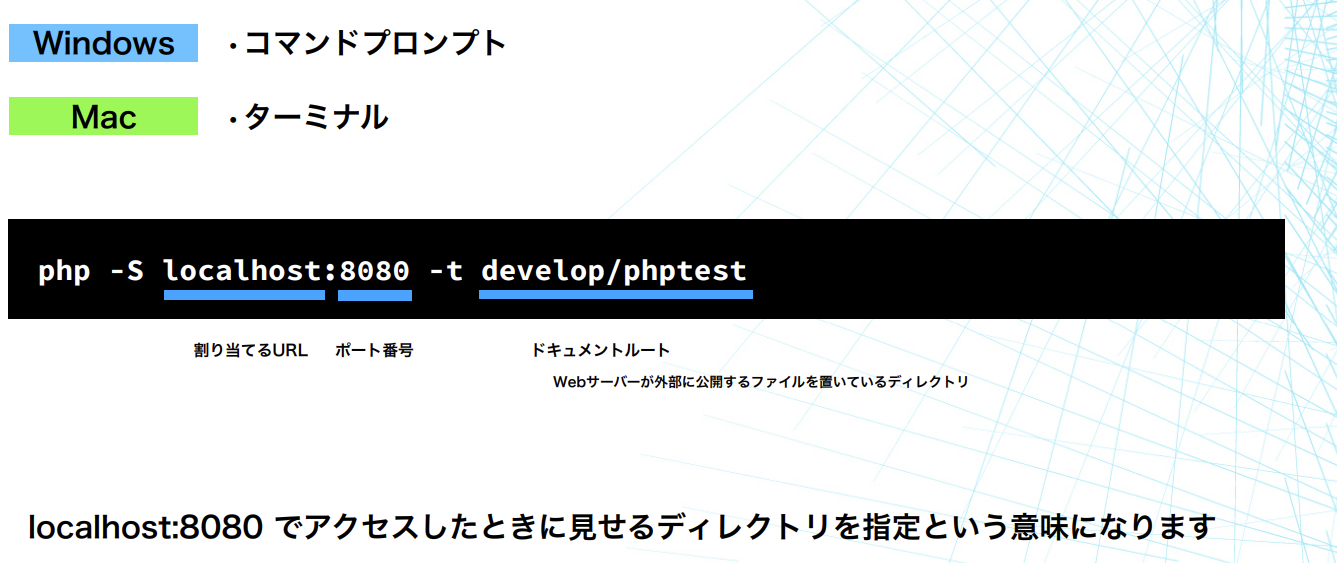 Windows ・コマンドプロンプト
Mac ・ターミナル
php -S localhost:8080 -t develop/phptest
割り当てるURL ポート番号 ドキュメントルート
Webサーバーが外部に公開するファイルを置いているディレクトリ
localhost:8080 でアクセスしたときに見せるディレクトリを指定という意味になります